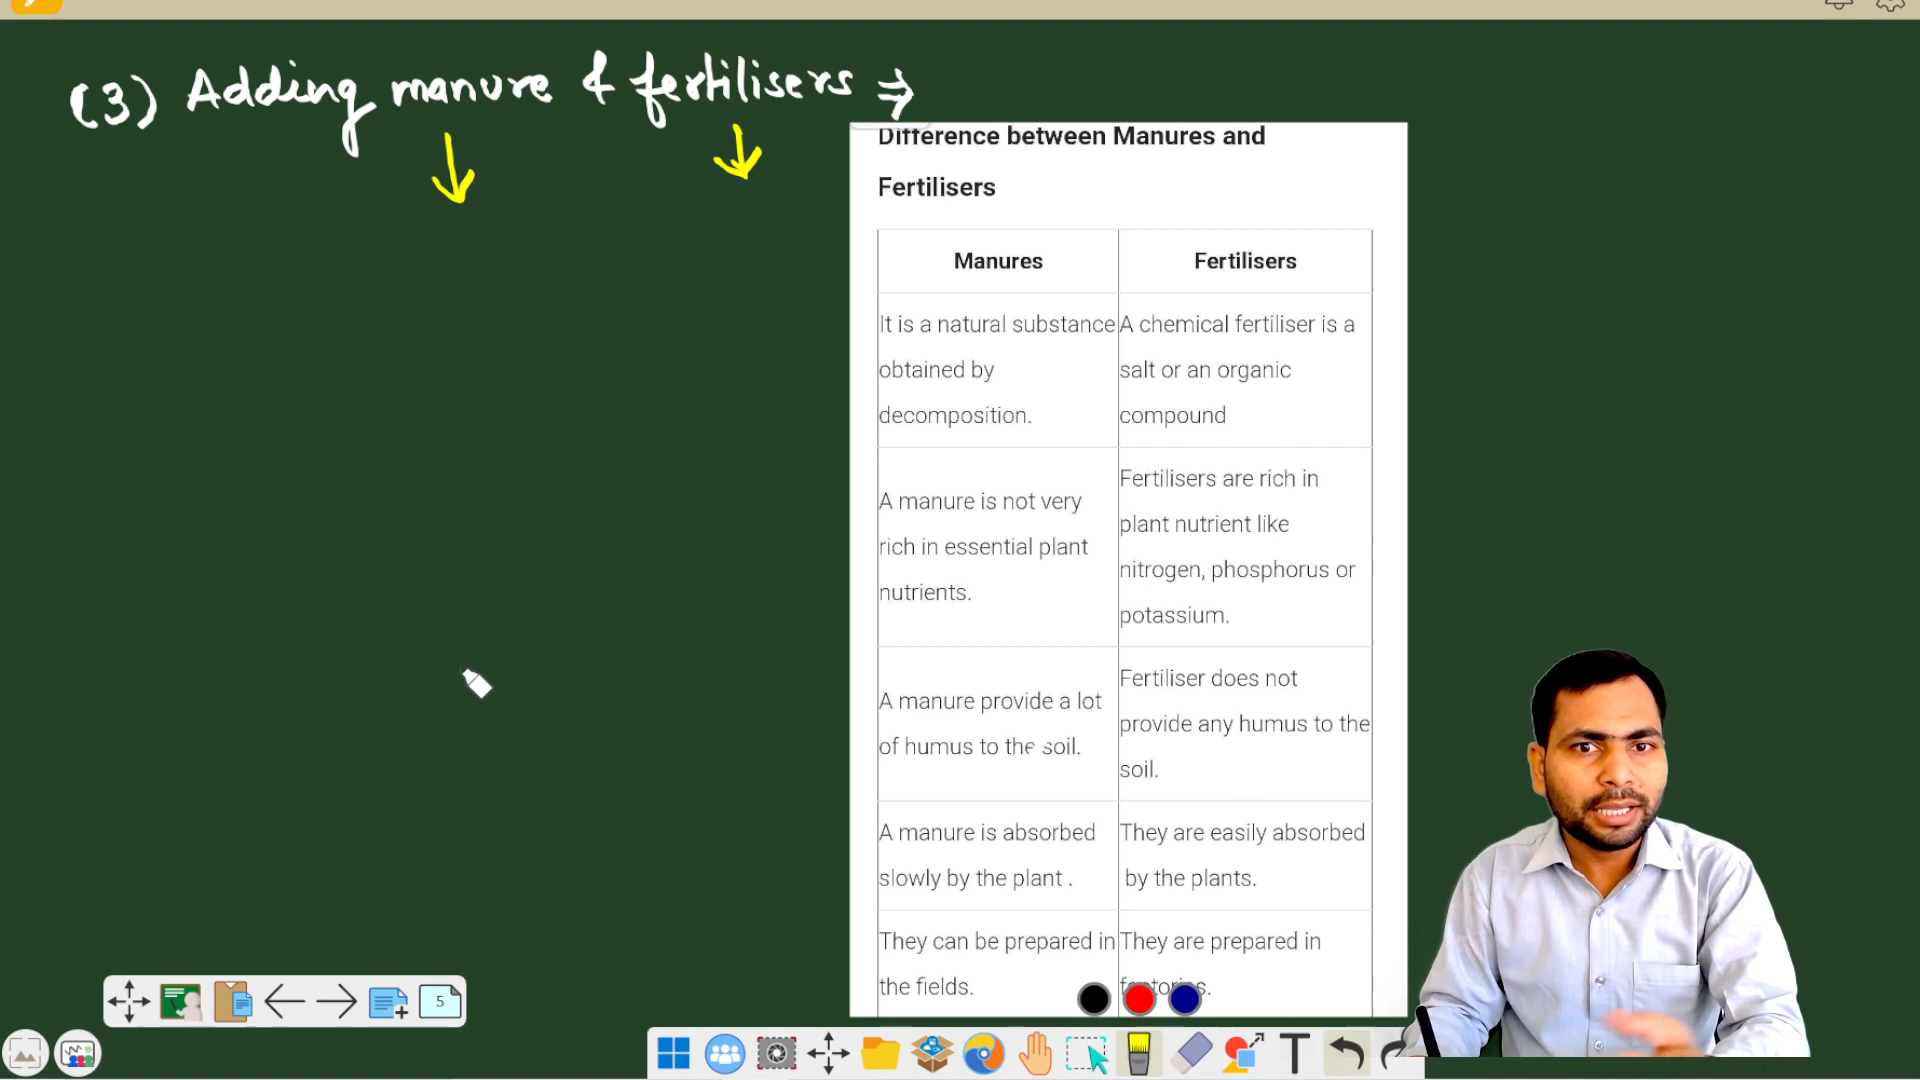 (3) Adding manure & fertilisers ⇒
Difference between Manures and
Fertilisers
Manures
Fertilisers
It is a natural substance
obtained by
decomposition.
A chemical fertiliser is a
salt or an organic
compound
A manure is not very
rich in essential plant
nutrients.
Fertilisers are rich in
plant nutrient like
nitrogen, phosphorus or
potassium.
A manure provide a lot
of humus to the soil.
Fertiliser does not
provide any humus to the
soil.
A manure is absorbed
slowly by the plant .
They are easily absorbed
by the plants.
They can be prepared in
the fields.
They are prepared in
factories.
5
T